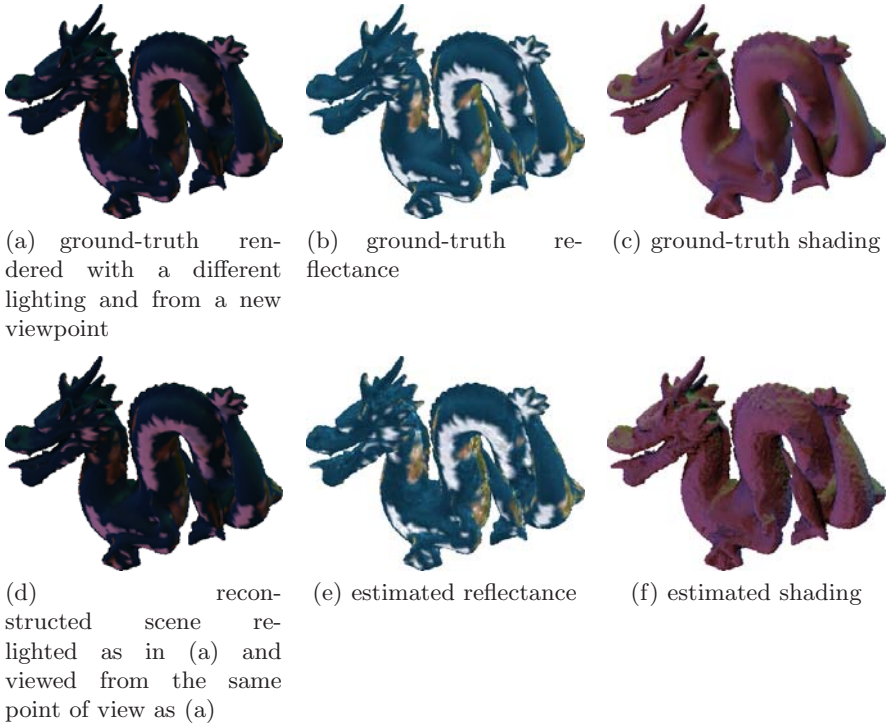 (a) ground-truth ren-
dered with a different
lighting and from a new
viewpoint
(b) ground-truth re-
flectance
(c) ground-truth shading
(d) recon-
structed scene re-
lighted as in (a) and
viewed from the same
point of view as (a)
(e) estimated reflectance
(f) estimated shading